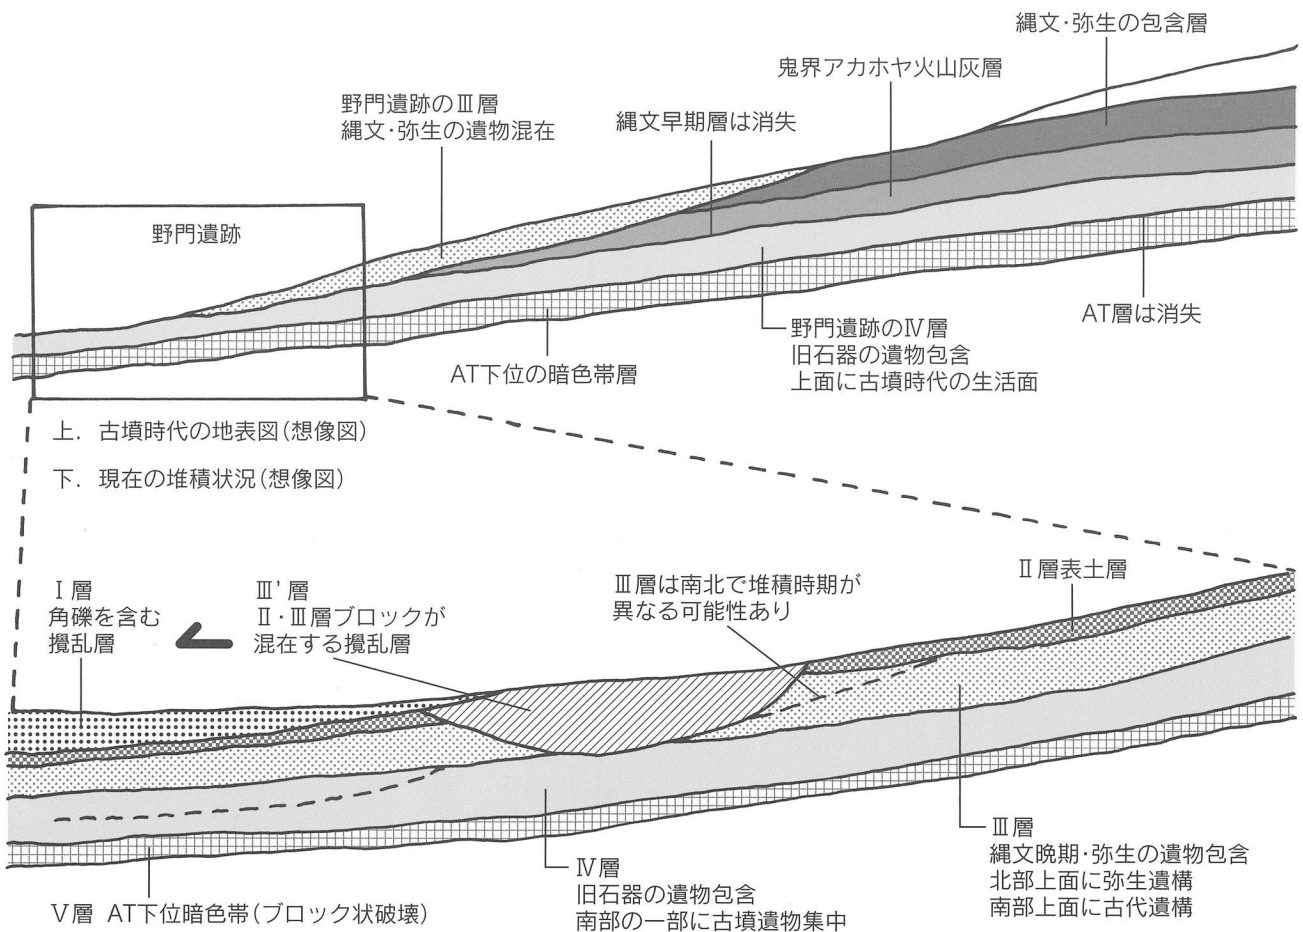 縄文・弥生の包含層
鬼界アカホヤ火山灰層
野門遺跡のⅢ層
縄文・弥生の遺物混在
縄文早期層は消失
野門遺跡
AT層は消失
野門遺跡のⅣ層
旧石器の遺物包含
上面に古墳時代の生活面
AT下位の暗色帯層
上. 古墳時代の地表図(想像図)
下. 現在の堆積状況(想像図)
Ⅰ層
角礫を含む
攪乱層
Ⅲ’層
Ⅱ・Ⅲ層ブロックが
混在する攪乱層
Ⅲ層は南北で堆積時期が
異なる可能性あり
Ⅱ層表土層
Ⅲ層
縄文晩期・弥生の遺物包含
北部上面に弥生遺構
南部上面に古代遺構
Ⅳ層
旧石器の遺物包含
南部の一部に古墳遺物集中
Ⅴ層 AT下位暗色帯(ブロック状破壊)